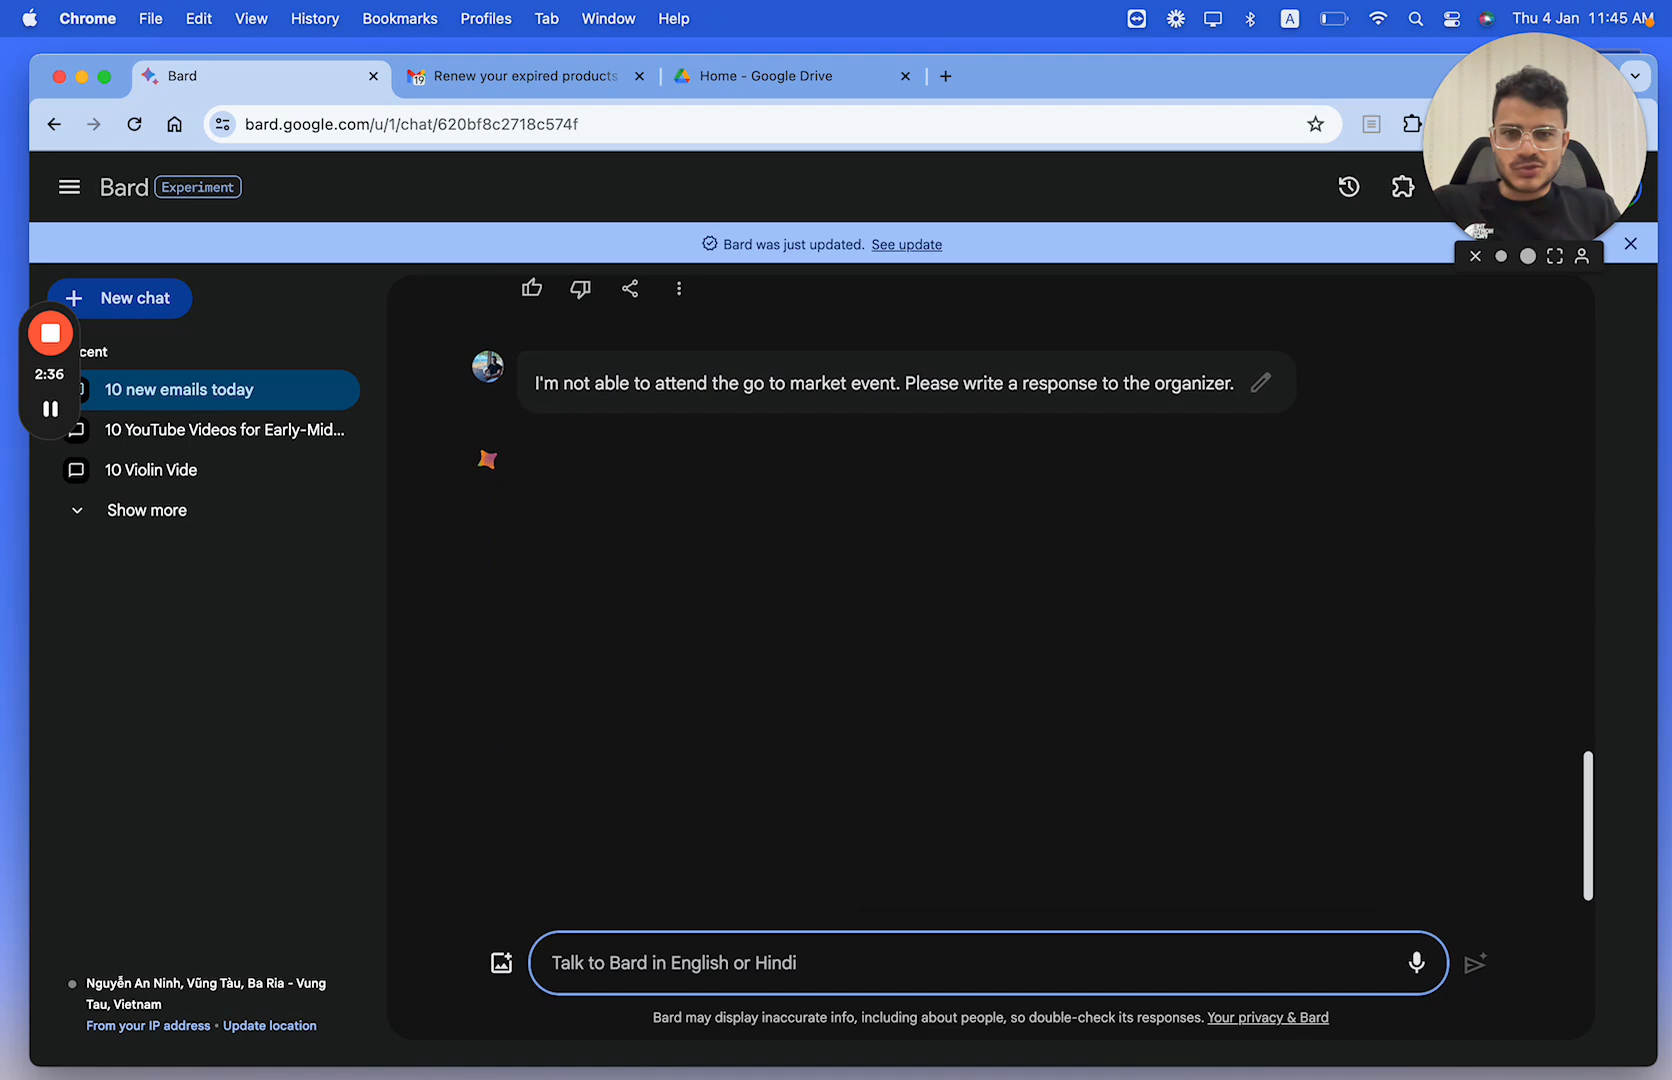 Chrome File Edit View History Bookmarks Profiles Tab Window Help A Thu 4 Jan 11:45 AM
Bard 19 Renew your expired products Home - Google Drive
bard.google.com/u/1/chat/620bf8c2718c574f
Bard Experiment
Bard was just updated. See update
New chat
cent
2:36
10 new emails today
10 YouTube Videos for Early-Mid...
10 Violin Vide
Show more
I'm not able to attend the go to market event. Please write a response to the organizer.
Talk to Bard in English or Hindi
Nguyễn An Ninh, Vũng Tàu, Ba Ria - Vung
Tau, Vietnam
From your IP address • Update location
Bard may display inaccurate info, including about people, so double-check its responses. Your privacy & Bard